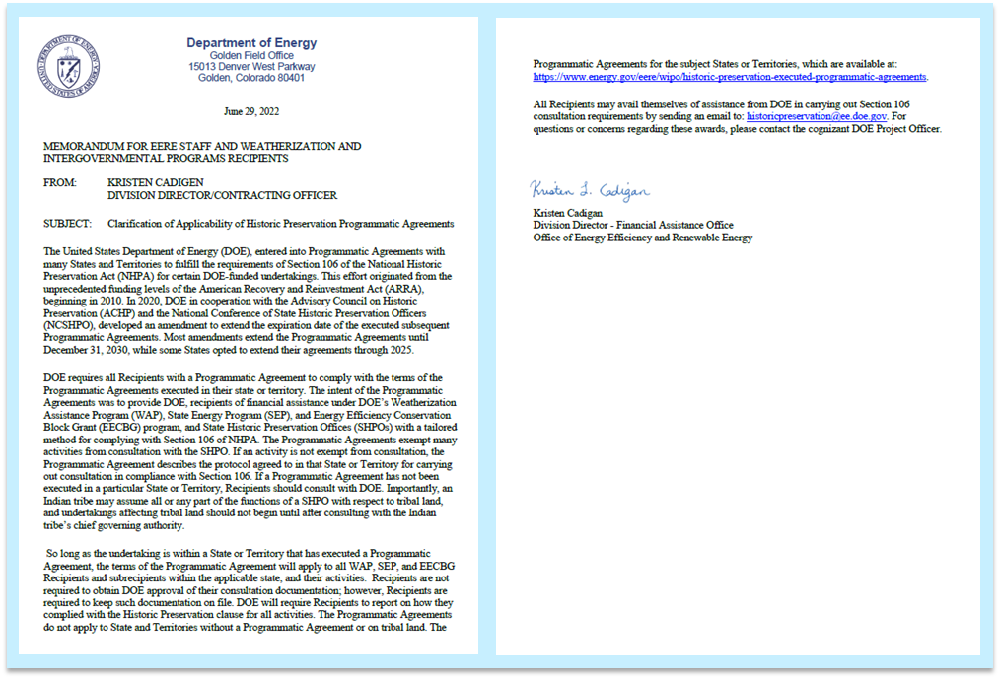 Department of Energy
Golden Field Office
15013 Denver West Parkway
Golden, Colorado 80401
DEPARTMENT OF ENERGY
UNITED STATES OF AMERICA
June 29, 2022
MEMORANDUM FOR EERE STAFF AND WEATHERIZATION AND
INTERGOVERNMENTAL PROGRAMS RECIPIENTS
FROM: KRISTEN CADIGEN
DIVISION DIRECTOR/CONTRACTING OFFICER
SUBJECT: Clarification of Applicability of Historic Preservation Programmatic Agreements
The United States Department of Energy (DOE), entered into Programmatic Agreements with
many States and Territories to fulfill the requirements of Section 106 of the National Historic
Preservation Act (NHPA) for certain DOE-funded undertakings. This effort originated from the
unprecedented funding levels of the American Recovery and Reinvestment Act (ARRA),
beginning in 2010. In 2020, DOE in cooperation with the Advisory Council on Historic
Preservation (ACHP) and the National Conference of State Historic Preservation Officers
(NCSHPO), developed an amendment to extend the expiration date of the executed subsequent
Programmatic Agreements. Most amendments extend the Programmatic Agreements until
December 31, 2030, while some States opted to extend their agreements through 2025.
DOE requires all Recipients with a Programmatic Agreement to comply with the terms of the
Programmatic Agreements executed in their state or territory. The intent of the Programmatic
Agreements was to provide DOE, recipients of financial assistance under DOE's Weatherization
Assistance Program (WAP), State Energy Program (SEP), and Energy Efficiency Conservation
Block Grant (EECBG) program, and State Historic Preservation Offices (SHPOs) with a tailored
method for complying with Section 106 of NHPA. The Programmatic Agreements exempt many
activities from consultation with the SHPO. If an activity is not exempt from consultation, the
Programmatic Agreement describes the protocol agreed to in that State or Territory for carrying
out consultation in compliance with Section 106. If a Programmatic Agreement has not been
executed in a particular State or Territory, Recipients should consult with DOE. Importantly, an
Indian tribe may assume all or any part of the functions of a SHPO with respect to tribal land,
and undertakings affecting tribal land should not begin until after consulting with the Indian
tribe's chief governing authority.
So long as the undertaking is within a State or Territory that has executed a Programmatic
Agreement, the terms of the Programmatic Agreement will apply to all WAP, SEP, and EECBG
Recipients and subrecipients within the applicable state, and their activities. Recipients are not
required to obtain DOE approval of their consultation documentation; however, Recipients are
required to keep such documentation on file. DOE will require Recipients to report on how they
complied with the Historic Preservation clause for all activities. The Programmatic Agreements
do not apply to State and Territories without a Programmatic Agreement or on tribal land. The
Programmatic Agreements for the subject States or Territories, which are available at:
https://www.energy.gov/eere/wipo/historic-preservation-executed-programmatic-agreements.
All Recipients may avail themselves of assistance from DOE in carrying out Section 106
consultation requirements by sending an email to: historicpreservation@ee.doe.gov. For
questions or concerns regarding these awards, please contact the cognizant DOE Project Officer.
Kristen L. Cadigan
Kristen Cadigan
Division Director - Financial Assistance Office
Office of Energy Efficiency and Renewable Energy